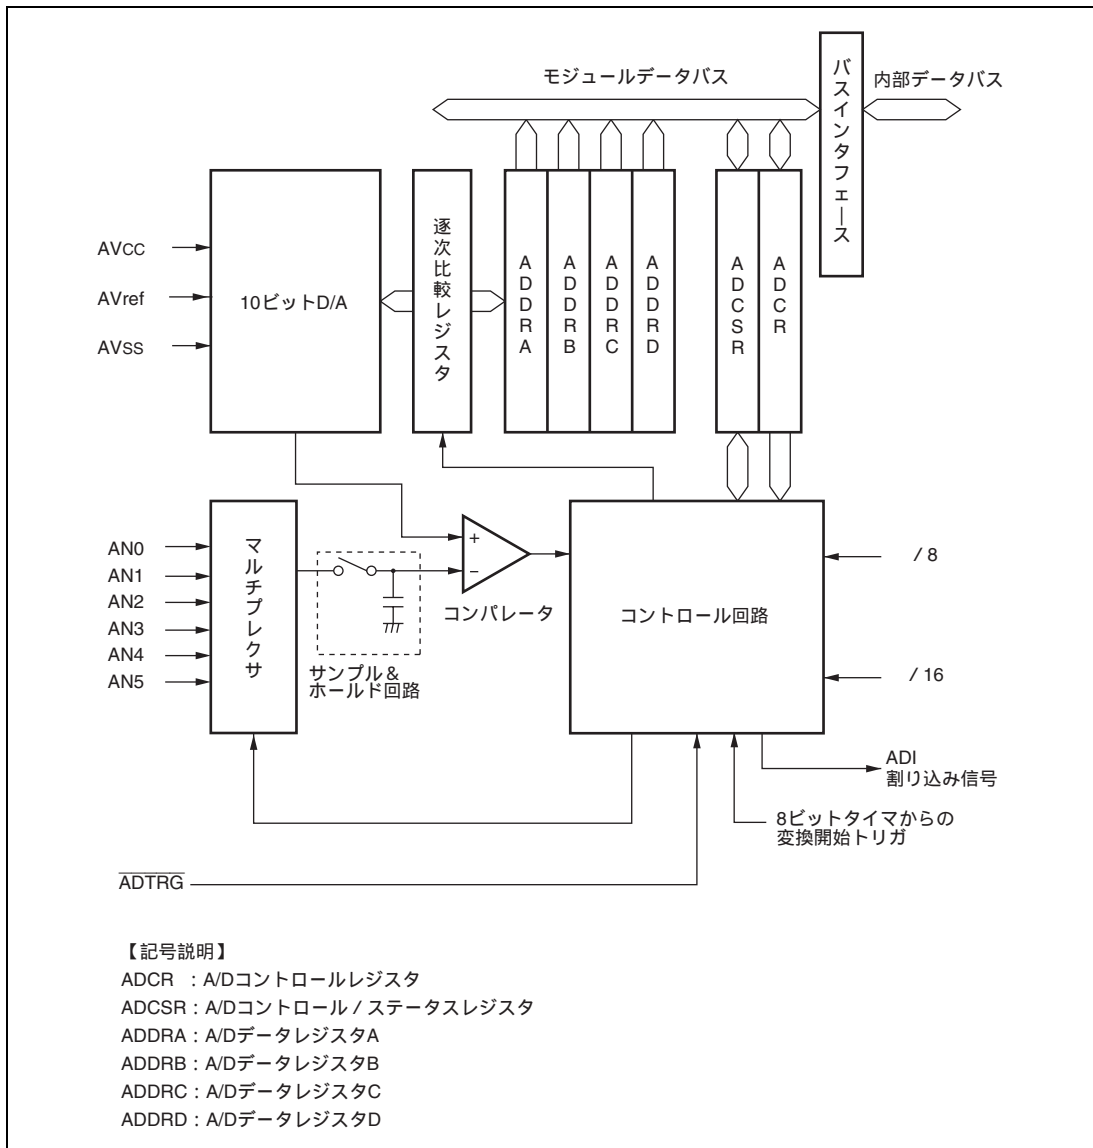 モジュールデータバス
バスインタフェース
内部データバス
AVCC
AVref
AVSS
10ビットD/A
逐次比較レジスタ
ADDRA
ADDRB
ADDRC
ADDRD
ADCSR
ADCR
AN0
AN1
AN2
AN3
AN4
AN5
マルチプレクサ
サンプル&
ホールド回路
+
−
コンパレータ
コントロール回路
/ 8
/ 16
ADI
割り込み信号
8ビットタイマからの
変換開始トリガ
ADTRG
【記号説明】
ADCR :A/Dコントロールレジスタ
ADCSR:A/Dコントロール / ステータスレジスタ
ADDRA:A/DデータレジスタA
ADDRB:A/DデータレジスタB
ADDRC:A/DデータレジスタC
ADDRD:A/DデータレジスタD